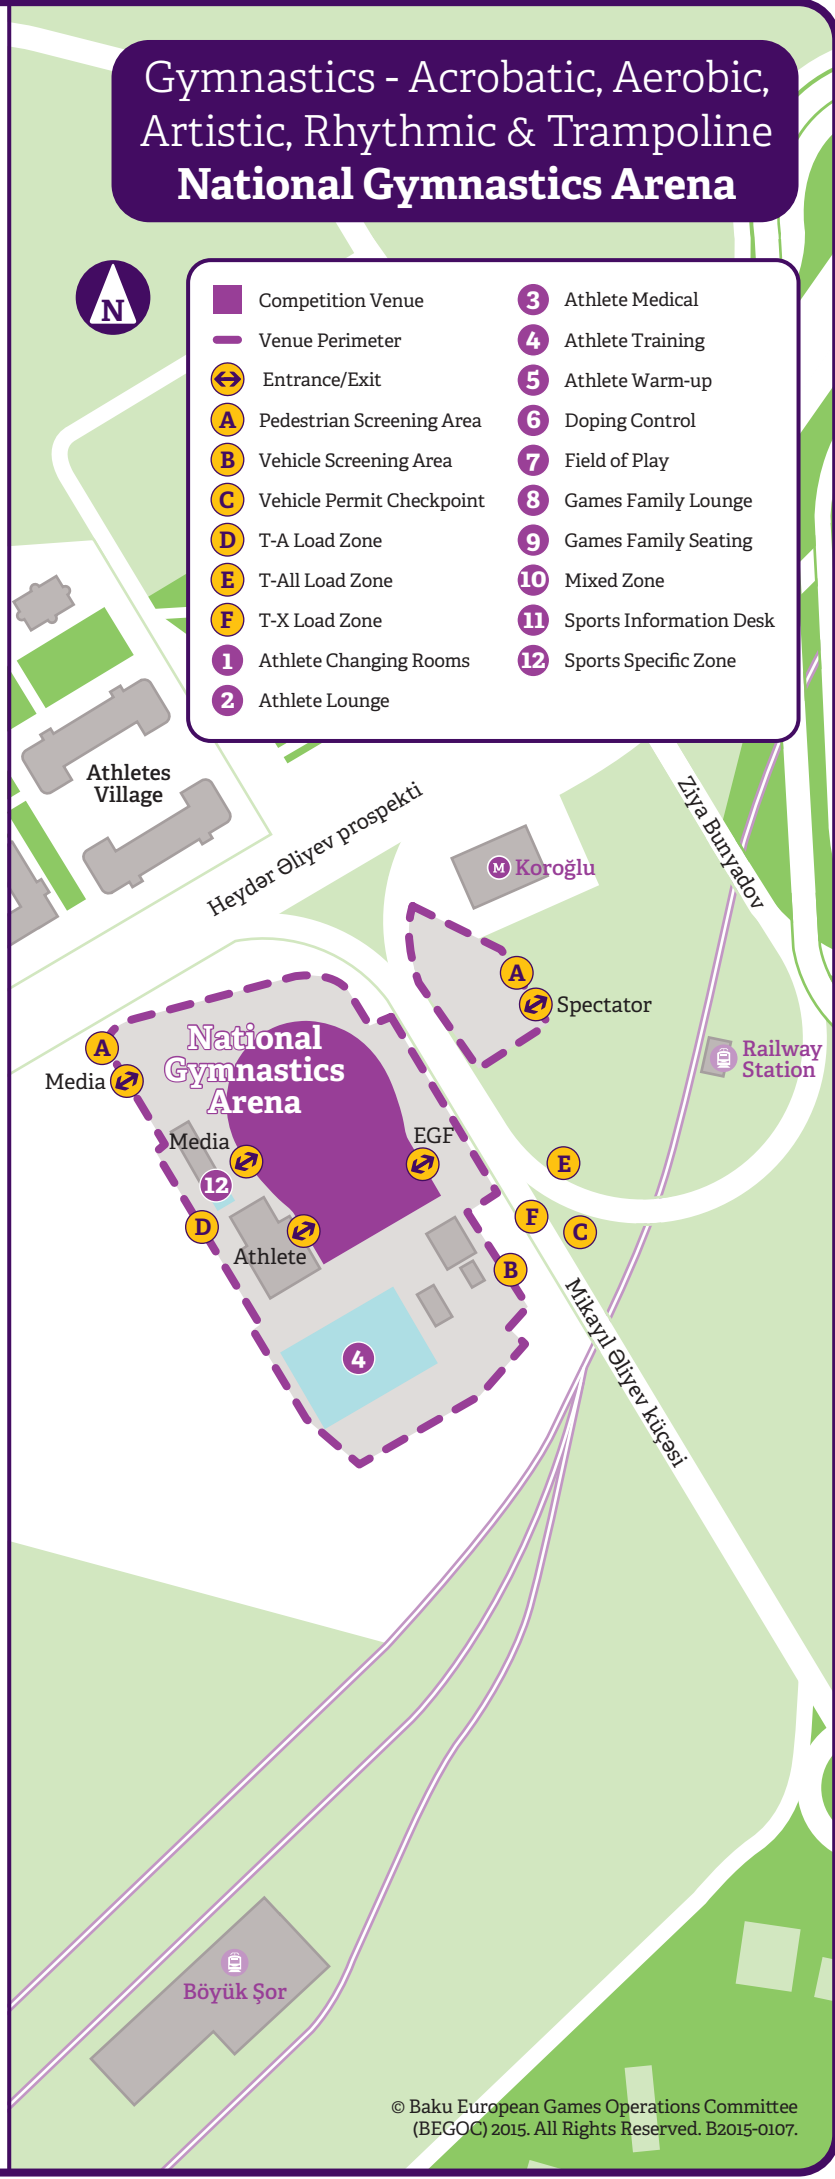 Gymnastics - Acrobatic, Aerobic,
Artistic, Rhythmic & Trampoline
National Gymnastics Arena
N
Competition Venue
Venue Perimeter
Entrance/Exit
A Pedestrian Screening Area
B Vehicle Screening Area
C Vehicle Permit Checkpoint
D T-A Load Zone
E T-All Load Zone
F T-X Load Zone
1 Athlete Changing Rooms
2 Athlete Lounge
3 Athlete Medical
4 Athlete Training
5 Athlete Warm-up
6 Doping Control
7 Field of Play
8 Games Family Lounge
9 Games Family Seating
10 Mixed Zone
11 Sports Information Desk
12 Sports Specific Zone
Athletes
Village
Heydər Əliyev prospekti
Ziya Bunyadov
M Koroğlu
A
Spectator
Railway
Station
National
Gymnastics
Arena
A
Media
Media
EGF
12
D
Athlete
E
F
C
B
4
Mikayıl Əliyev küçəsi
Böyük Şor
© Baku European Games Operations Committee
(BEGOC) 2015. All Rights Reserved. B2015-0107.